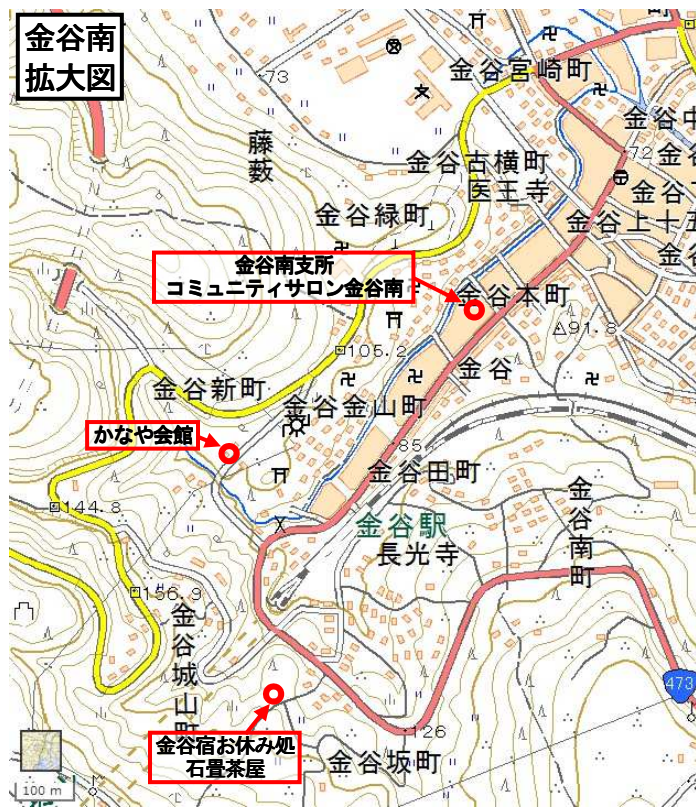 金谷南
拡大図
金谷宮崎町
73
藤薮
金谷中
72
金谷古横町
医王寺
金谷緑町
金谷上十五
金谷南支所
コミュニティサロン金谷南
金谷本町
91.8
105.2
金谷
金谷新町
金谷金山町
かなや会館
85
金谷田町
金谷南町
144.8
金谷駅
長光寺
156.9
金谷城山町
473
126
金谷宿お休み処
石畳茶屋
金谷坂町
100 m